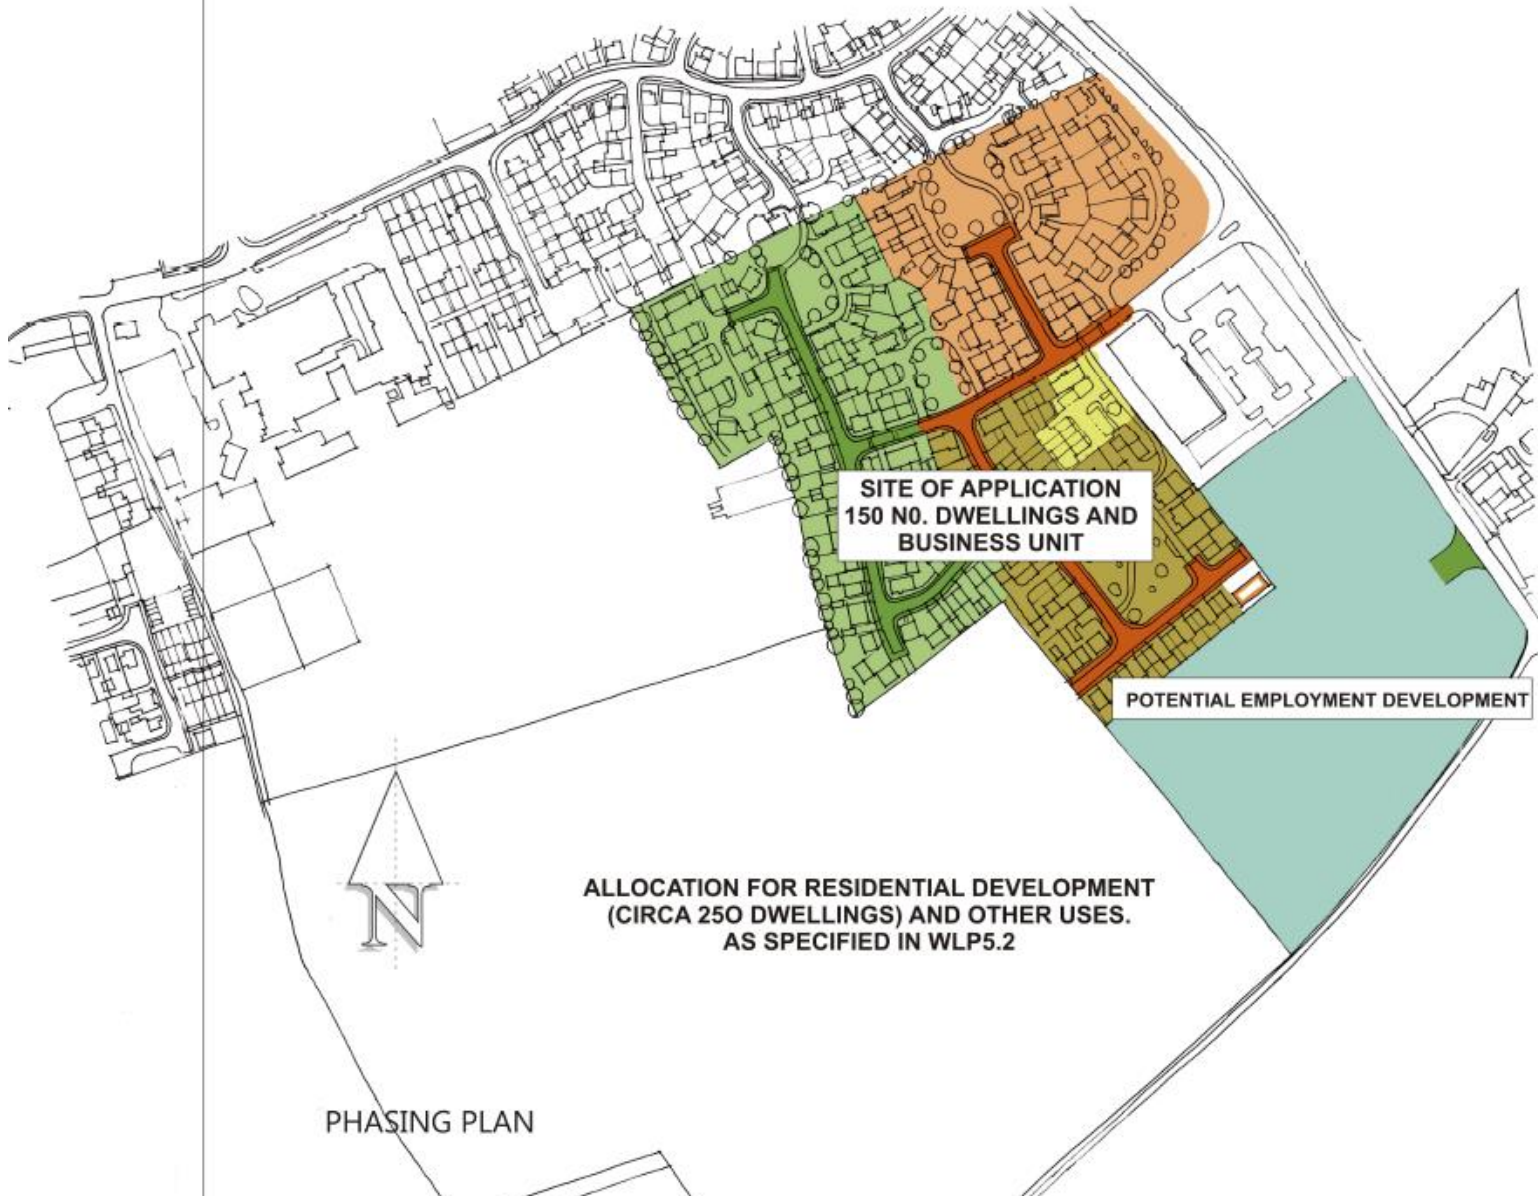 SITE OF APPLICATION
150 N0. DWELLINGS AND
BUSINESS UNIT
POTENTIAL EMPLOYMENT DEVELOPMENT
N
ALLOCATION FOR RESIDENTIAL DEVELOPMENT
(CIRCA 25O DWELLINGS) AND OTHER USES.
AS SPECIFIED IN WLP5.2
PHASING PLAN